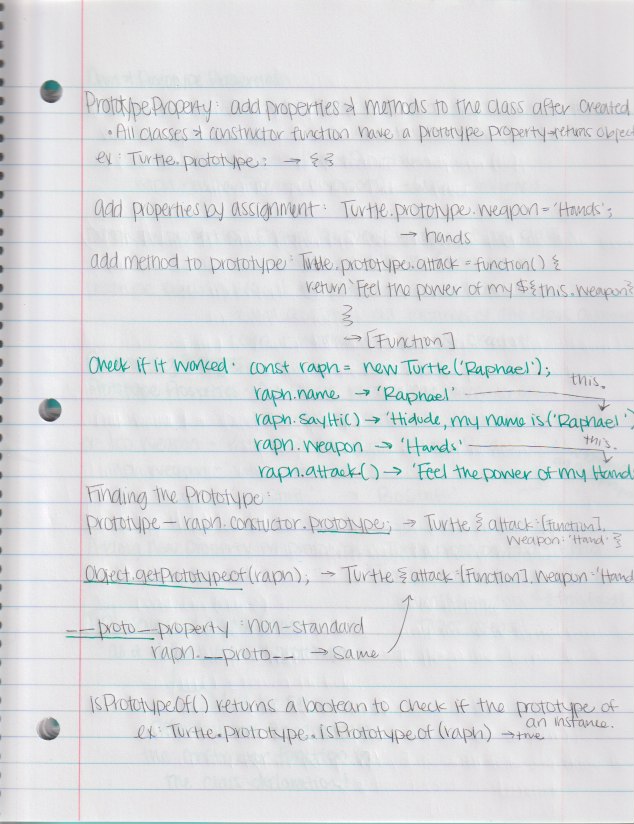 Prototype Property: add properties & methods to the class after created
• All classes & constructor function have a prototype property → returns object
ex: Turtle.prototype; → {}
add properties by assignment: Turtle.prototype.weapon = 'Hands';
→ hands
add method to prototype: Turtle.prototype.attack = function() {
return `Feel the power of my ${this.weapon}
}
→ [Function]
Check if it worked: const raph = new Turtle('Raphael');
this.
raph.name → 'Raphael'
raph.sayHi() → 'Hi dude, my name is ('Raphael')
this.
raph.weapon → 'Hands'
raph.attack() → 'Feel the power of my Hand
Finding the Prototype:
prototype – raph.contuctor.prototype; → Turtle { attack: [Function],
weapon: 'Hand' }
Object.getPrototypeof(raph); → Turtle { attack: [Function], weapon: 'Hand
__proto__ property: non-standard
raph.__proto__ → same
isPrototypeOf() returns a boolean to check if the prototype of
an instance.
ex: Turtle.prototype.isPrototypeof(raph) → true